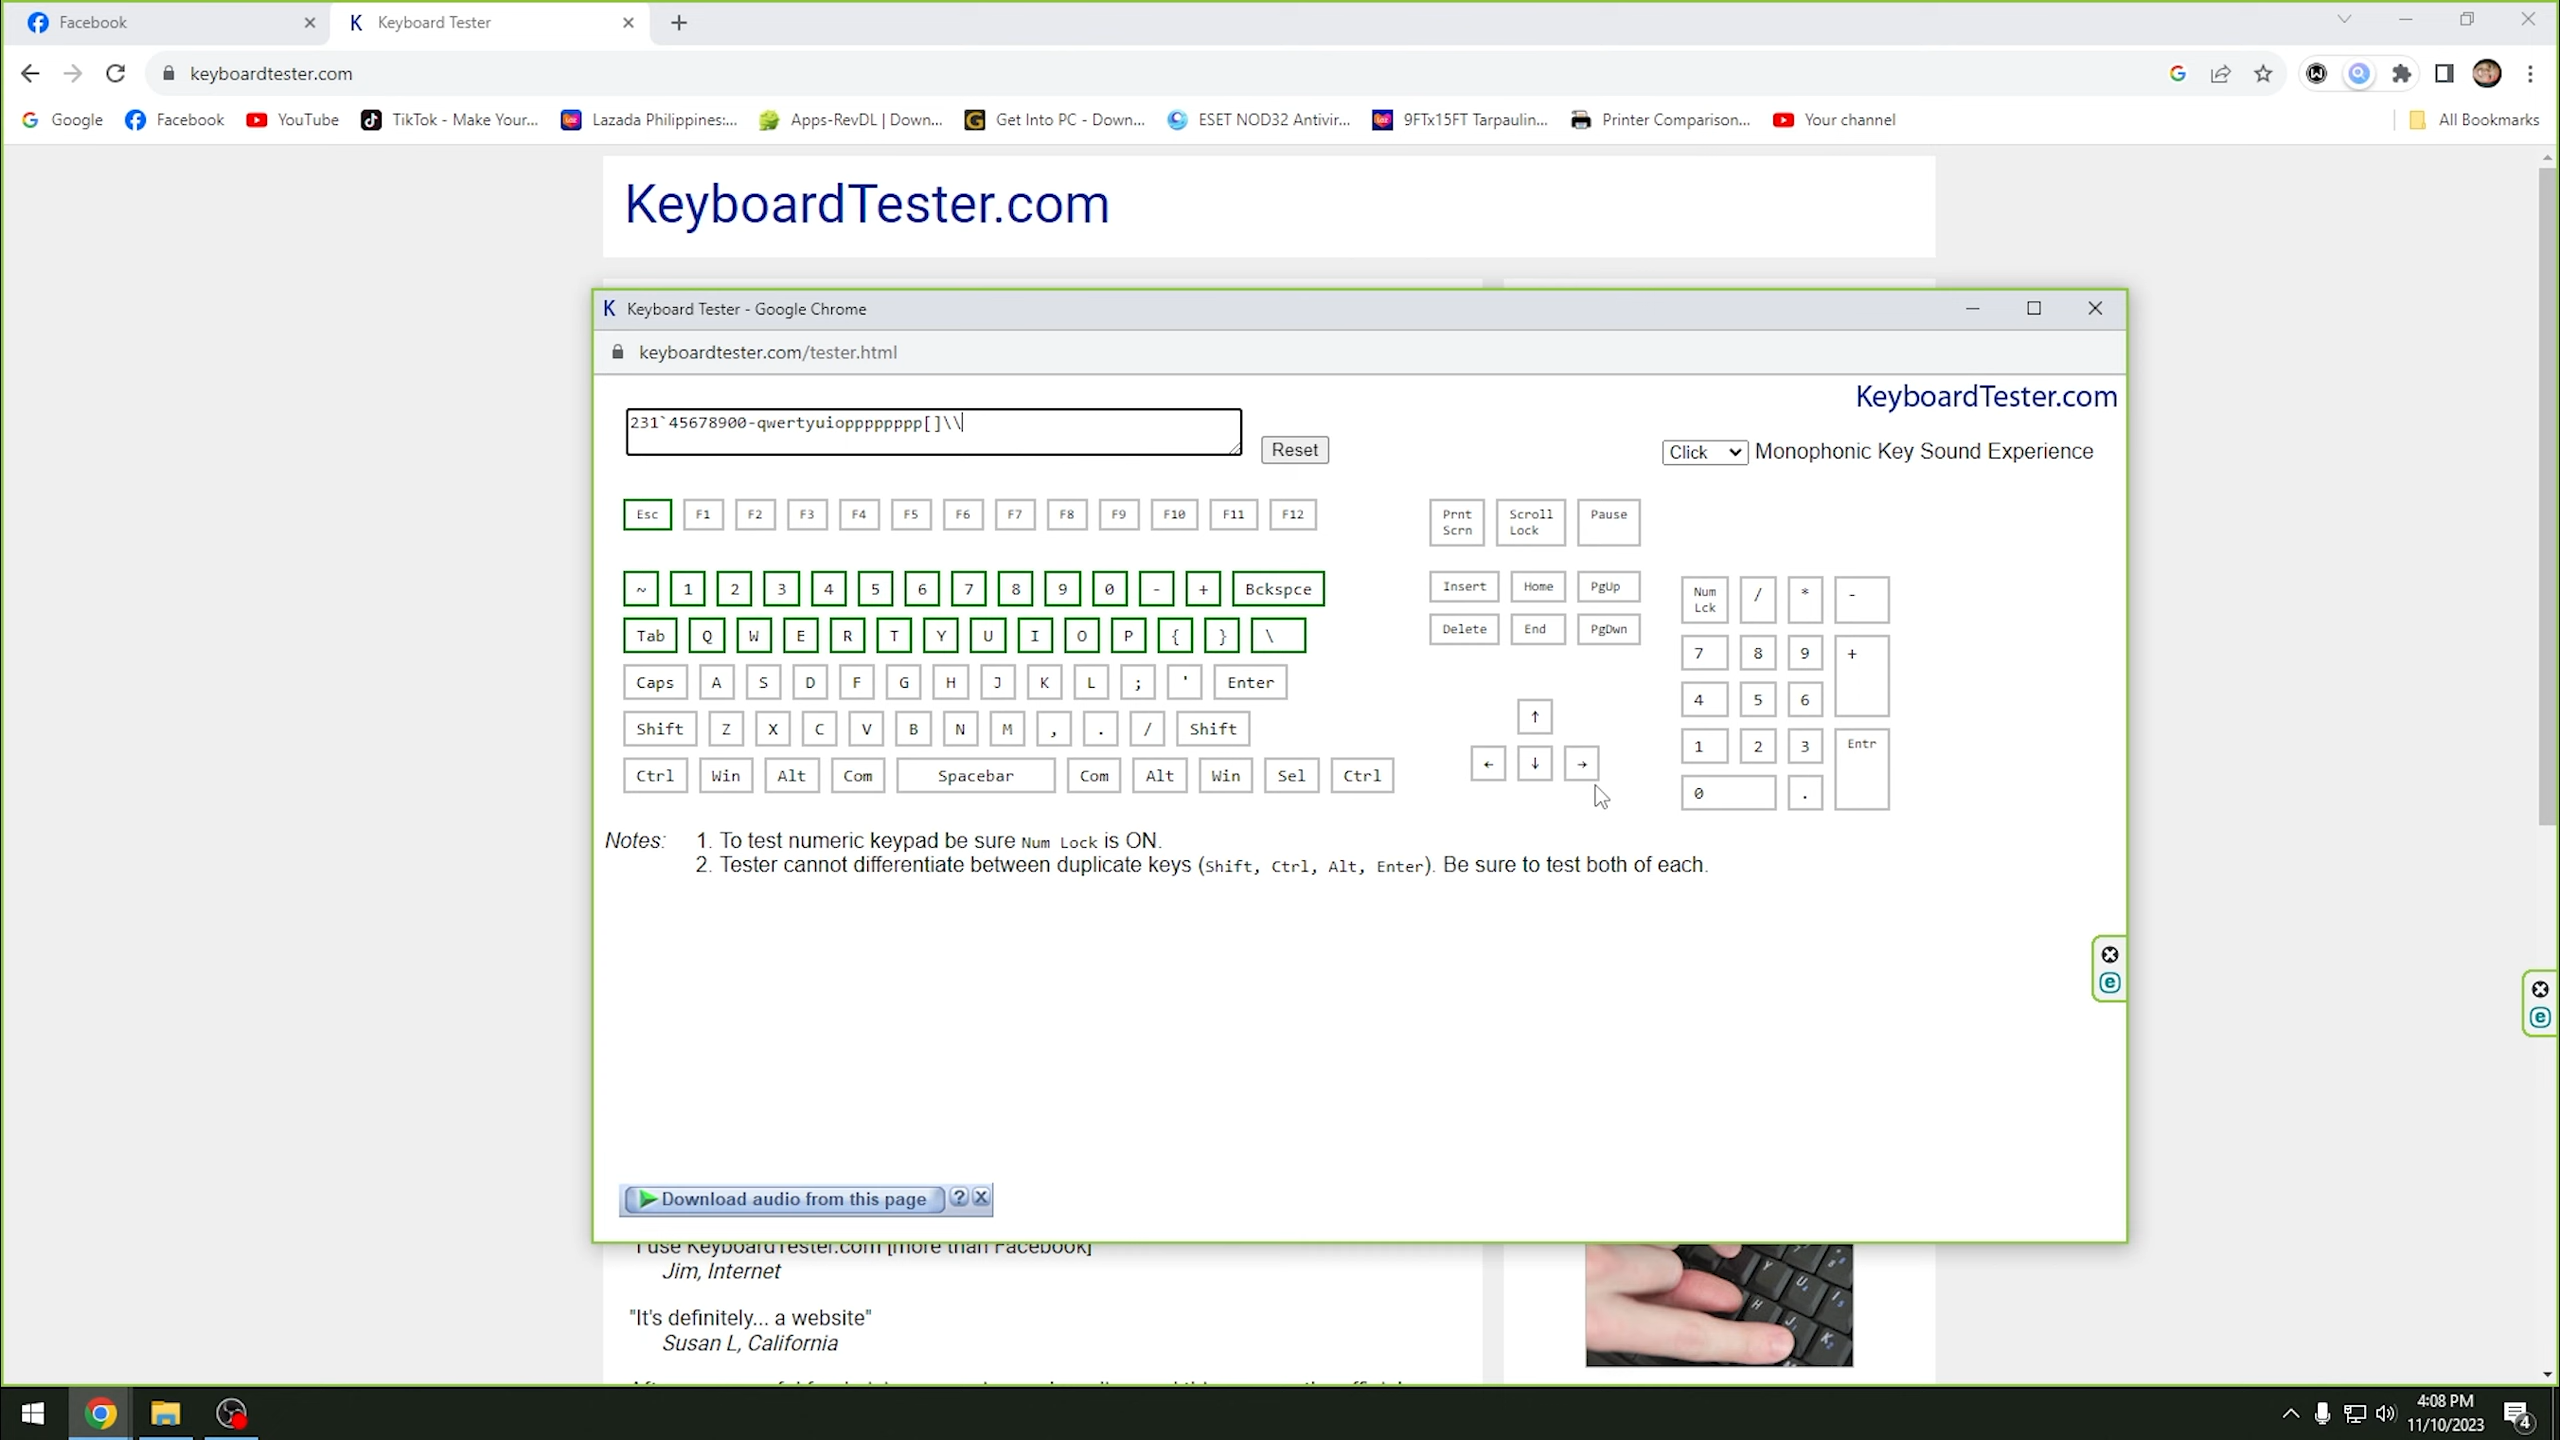 Facebook
K Keyboard Tester
keyboardtester.com
Google Facebook YouTube TikTok - Make Your... Lazada Philippines:... Apps-RevDL | Down... Get Into PC - Down... ESET NOD32 Antivir... 9FTx15FT Tarpaulin... Printer Comparison... Your channel All Bookmarks
KeyboardTester.com
K Keyboard Tester - Google Chrome
keyboardtester.com/tester.html
KeyboardTester.com
231`45678900-qwertyuiopppppppp[]\\
Reset
Click Monophonic Key Sound Experience
Esc F1 F2 F3 F4 F5 F6 F7 F8 F9 F10 F11 F12
Prnt Scrn Scroll Lock Pause
~ 1 2 3 4 5 6 7 8 9 0 - + Bckspce
Insert Home PgUp
Num Lck / * -
Tab Q W E R T Y U I O P { } \
Delete End PgDwn
7 8 9 +
Caps A S D F G H J K L ; ' Enter
4 5 6
Shift Z X C V B N M , . / Shift
↑
1 2 3 Entr
Ctrl Win Alt Com Spacebar Com Alt Win Sel Ctrl
← ↓ →
0 .
Notes: 1. To test numeric keypad be sure Num Lock is ON.
2. Tester cannot differentiate between duplicate keys (Shift, Ctrl, Alt, Enter). Be sure to test both of each.
Download audio from this page ? X
I use KeyboardTester.com [more than Facebook]
Jim, Internet
"It's definitely... a website"
Susan L, California
4:08 PM
11/10/2023
4